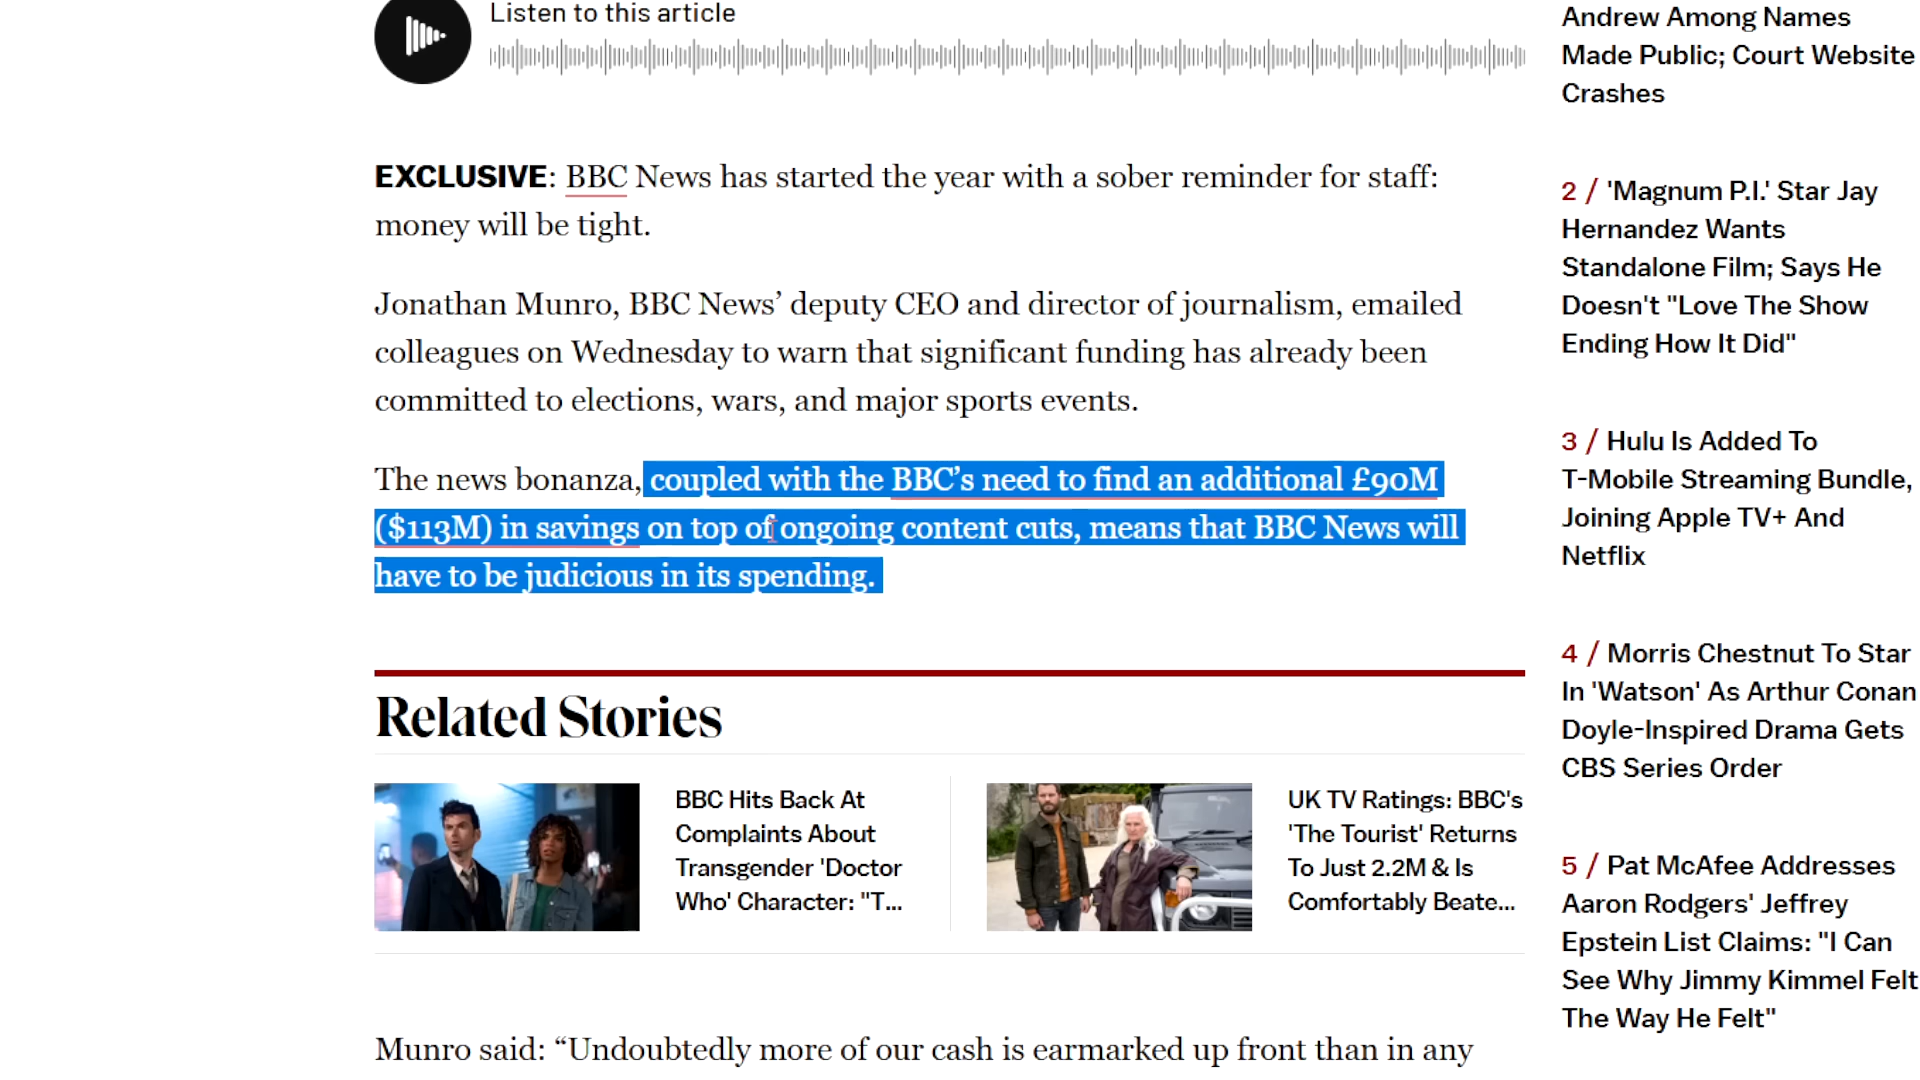 Listen to this article
EXCLUSIVE: BBC News has started the year with a sober reminder for staff:
money will be tight.
Jonathan Munro, BBC News’ deputy CEO and director of journalism, emailed
colleagues on Wednesday to warn that significant funding has already been
committed to elections, wars, and major sports events.
The news bonanza, coupled with the BBC’s need to find an additional £90M
($113M) in savings on top of ongoing content cuts, means that BBC News will
have to be judicious in its spending.
Related Stories
BBC Hits Back At
Complaints About
Transgender 'Doctor
Who' Character: "T...
UK TV Ratings: BBC's
'The Tourist' Returns
To Just 2.2M & Is
Comfortably Beate...
Munro said: “Undoubtedly more of our cash is earmarked up front than in any
Andrew Among Names
Made Public; Court Website
Crashes
2 / 'Magnum P.I.' Star Jay
Hernandez Wants
Standalone Film; Says He
Doesn't "Love The Show
Ending How It Did"
3 / Hulu Is Added To
T-Mobile Streaming Bundle,
Joining Apple TV+ And
Netflix
4 / Morris Chestnut To Star
In 'Watson' As Arthur Conan
Doyle-Inspired Drama Gets
CBS Series Order
5 / Pat McAfee Addresses
Aaron Rodgers' Jeffrey
Epstein List Claims: "I Can
See Why Jimmy Kimmel Felt
The Way He Felt"